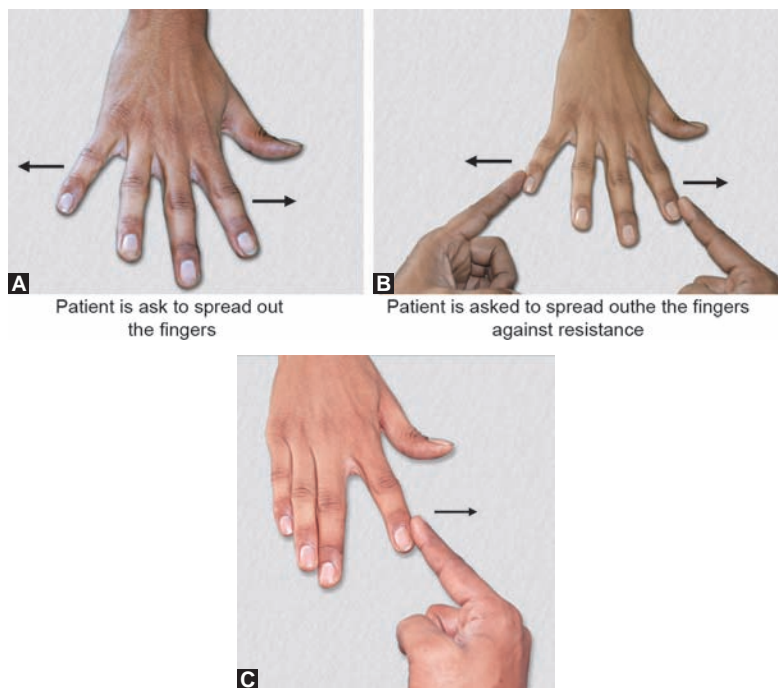 A
B
Patient is ask to spread out
the fingers
Patient is asked to spread outhe the fingers
against resistance
C